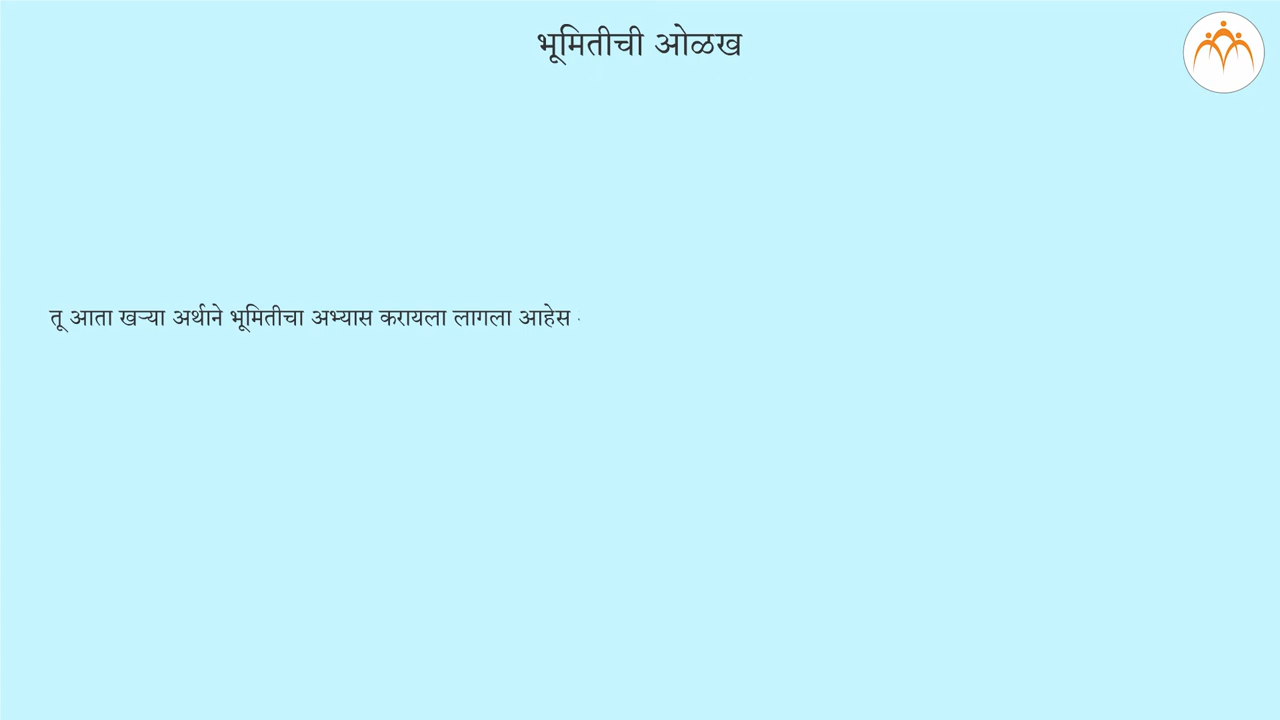 भूमितीची ओळख
तू आता खऱ्या अर्थाने भूमितीचा अभ्यास करायला लागला आहेस